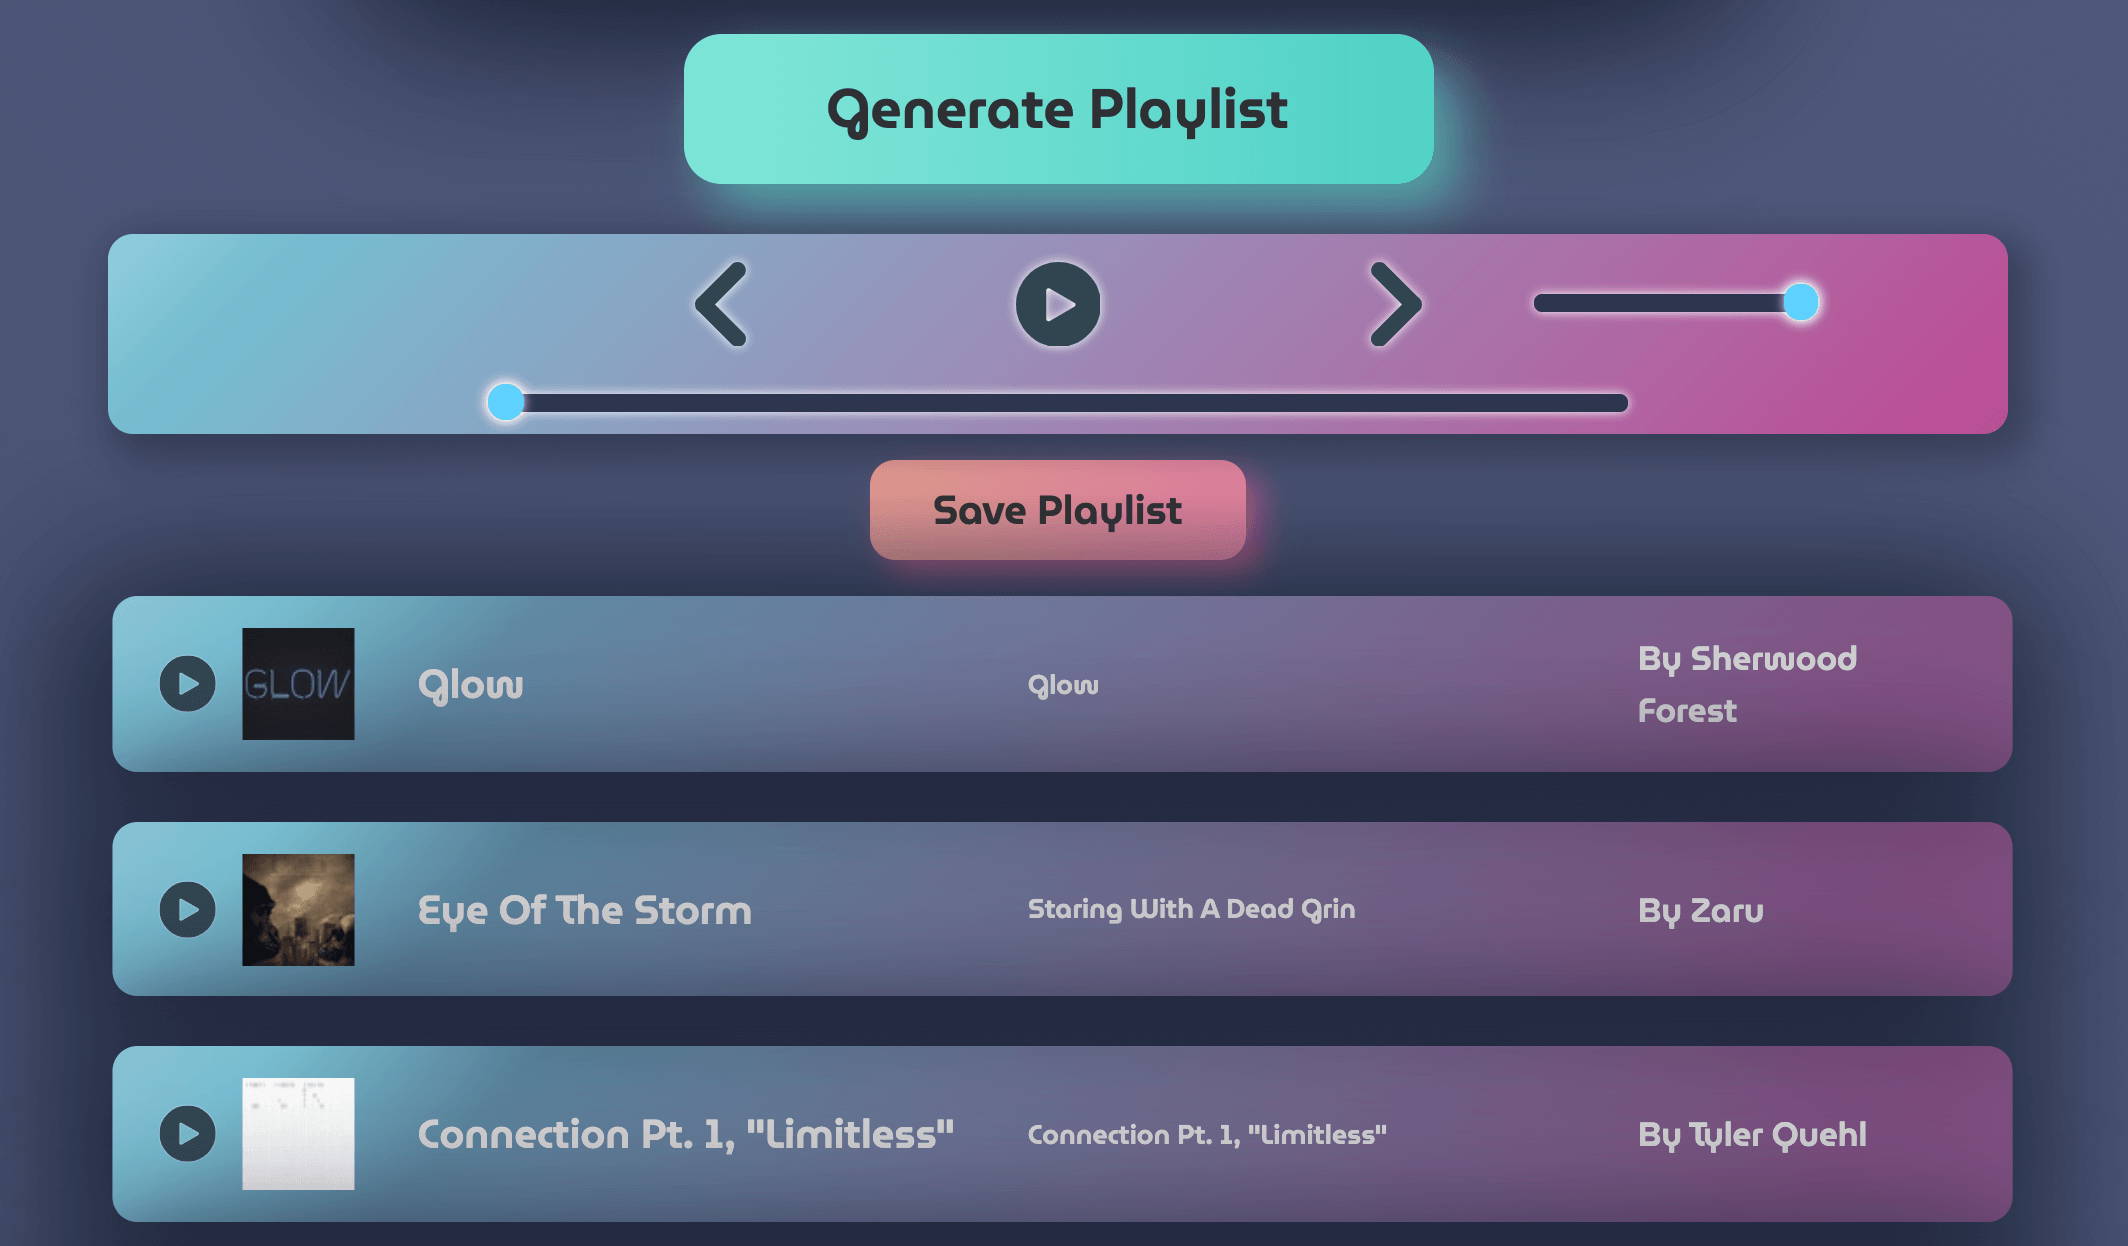 Generate Playlist
Save Playlist
GLOW
Glow
Glow
By Sherwood
Forest
Eye Of The Storm
Staring With A Dead Grin
By Zaru
Connection Pt. 1, "Limitless"
Connection Pt. 1, "Limitless"
By Tyler Quehl